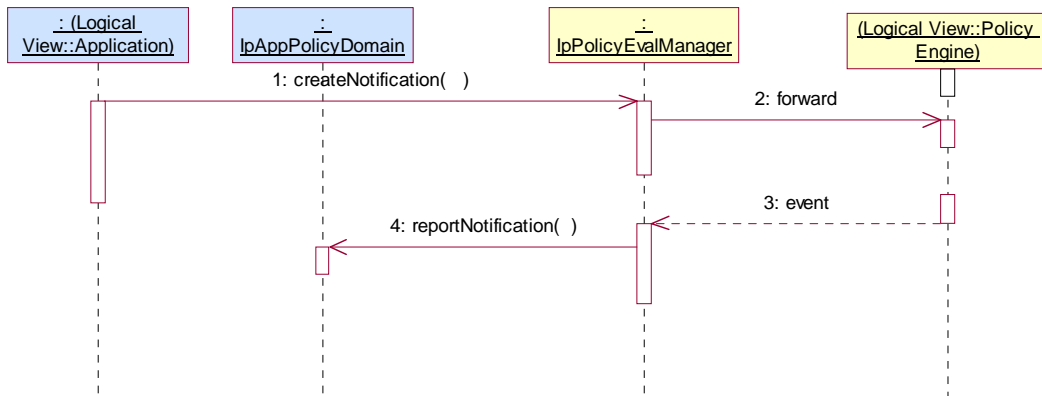 : (Logical
View::Application)
:
IpAppPolicyDomain
:
IpPolicyEvalManager
(Logical View::Policy
Engine)
1: createNotification( )
2: forward
3: event
4: reportNotification( )